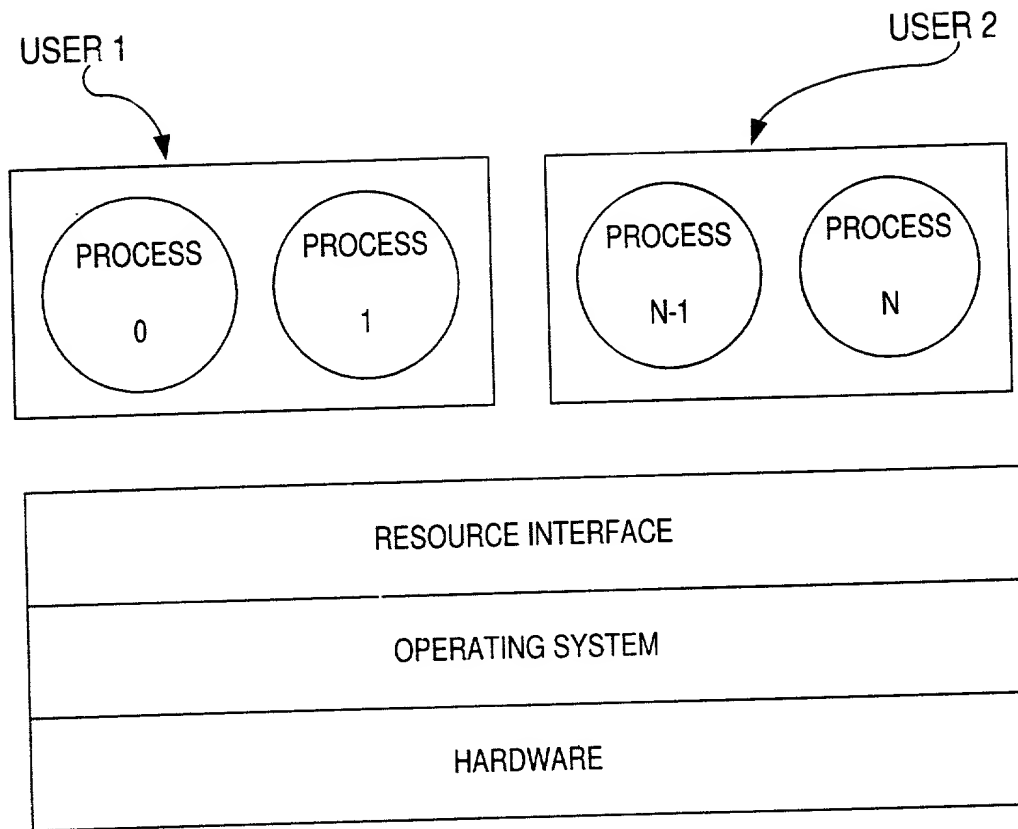 USER 1
USER 2
PROCESS
0
PROCESS
1
PROCESS
N-1
PROCESS
N
RESOURCE INTERFACE
OPERATING SYSTEM
HARDWARE